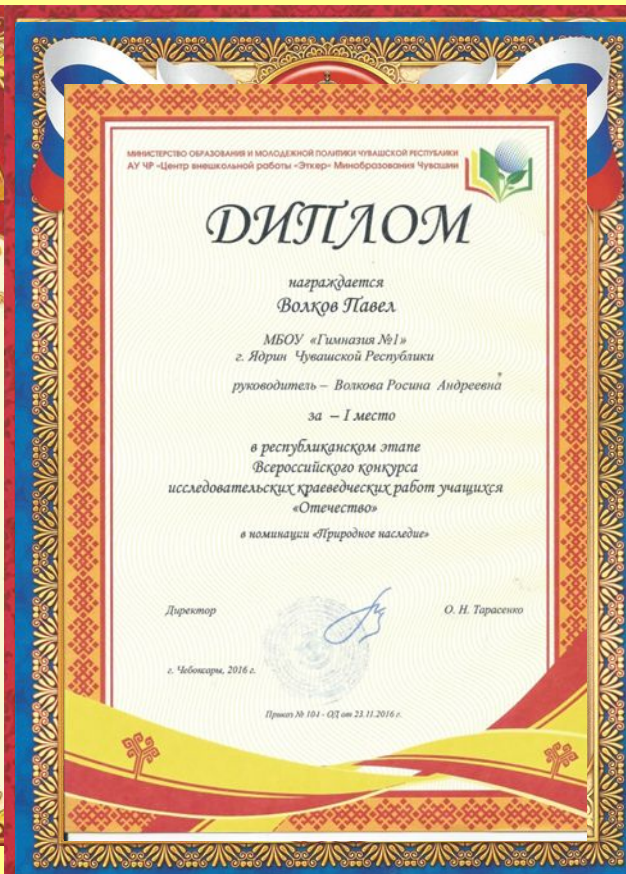 МИНИСТЕРСТВО ОБРАЗОВАНИЯ И МОЛОДЕЖНОЙ ПОЛИТИКИ ЧУВАШСКОЙ РЕСПУБЛИКИ
АУ ЧР «Центр внешкольной работы «Эткер» Минобразования Чувашии
ДИПЛОМ
награждается
Волков Павел
МБОУ «Гимназия №1»
г. Ядрин Чувашской Республики
руководитель – Волкова Росина Андреевна
за – I место
в республиканском этапе
Всероссийского конкурса
исследовательских краеведческих работ учащихся
«Отечество»
в номинации «Природное наследие»
Директор О. Н. Тарасенко
г. Чебоксары, 2016 г.
Приказ № 104 - ОД от 23.11.2016 г.